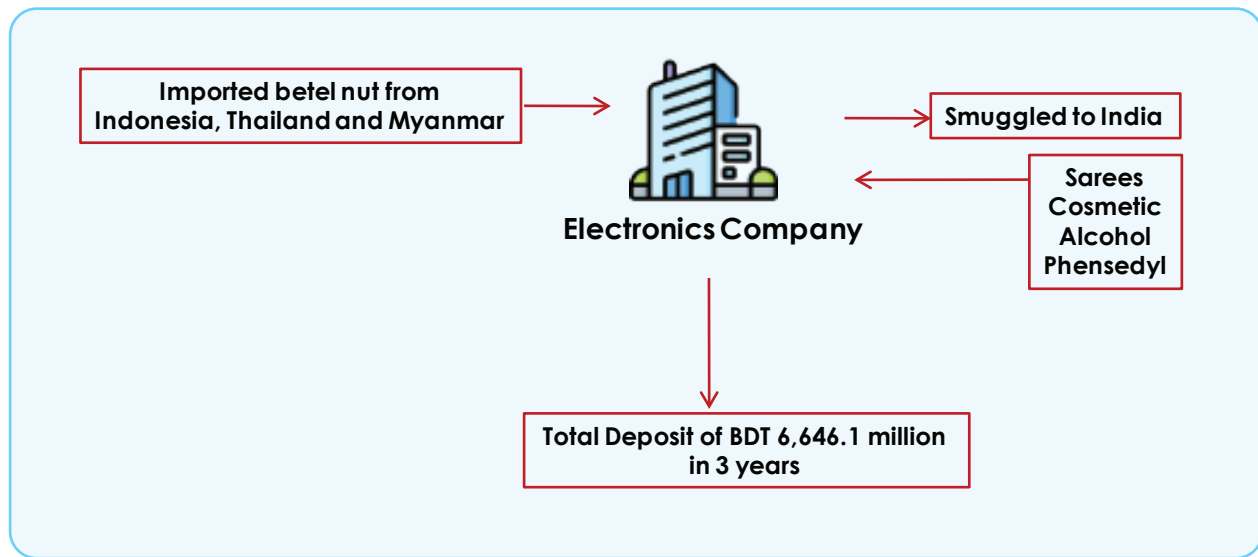 Imported betel nut from
Indonesia, Thailand and Myanmar
Smuggled to India
Sarees
Cosmetic
Alcohol
Phensedyl
Electronics Company
Total Deposit of BDT 6,646.1 million
in 3 years